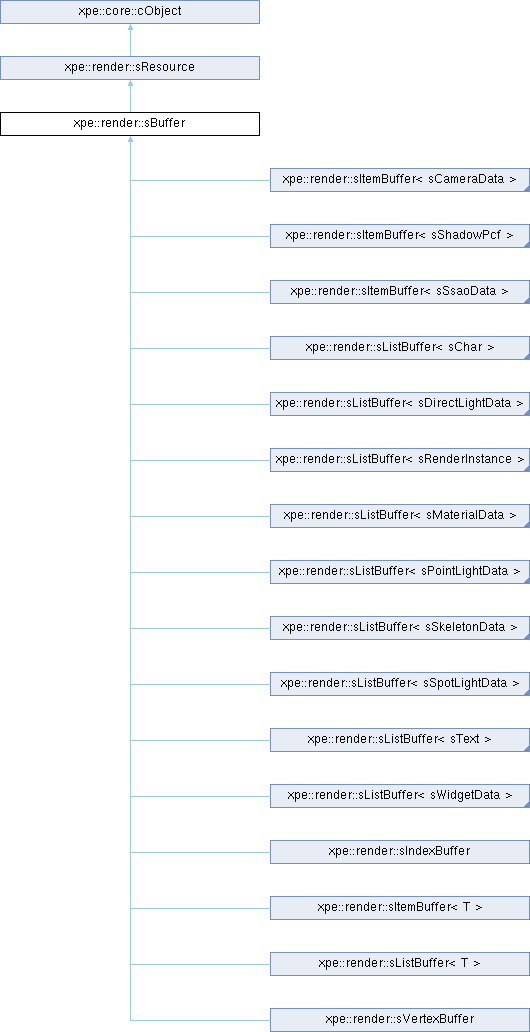 xpe::core::cObject
xpe::render::sResource
xpe::render::sBuffer
xpe::render::sItemBuffer< sCameraData >
xpe::render::sItemBuffer< sShadowPcf >
xpe::render::sItemBuffer< sSsaoData >
xpe::render::sListBuffer< sChar >
xpe::render::sListBuffer< sDirectLightData >
xpe::render::sListBuffer< sRenderInstance >
xpe::render::sListBuffer< sMaterialData >
xpe::render::sListBuffer< sPointLightData >
xpe::render::sListBuffer< sSkeletonData >
xpe::render::sListBuffer< sSpotLightData >
xpe::render::sListBuffer< sText >
xpe::render::sListBuffer< sWidgetData >
xpe::render::sIndexBuffer
xpe::render::sItemBuffer< T >
xpe::render::sListBuffer< T >
xpe::render::sVertexBuffer